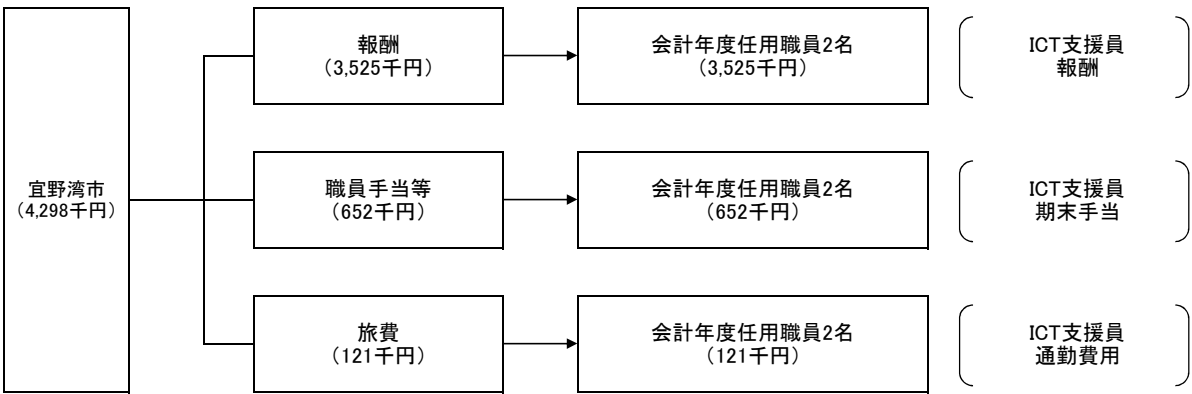 宜野湾市
（4,298千円）
報酬
（3,525千円）
会計年度任用職員2名
（3,525千円）
ICT支援員
報酬
職員手当等
（652千円）
会計年度任用職員2名
（652千円）
ICT支援員
期末手当
旅費
（121千円）
会計年度任用職員2名
（121千円）
ICT支援員
通勤費用